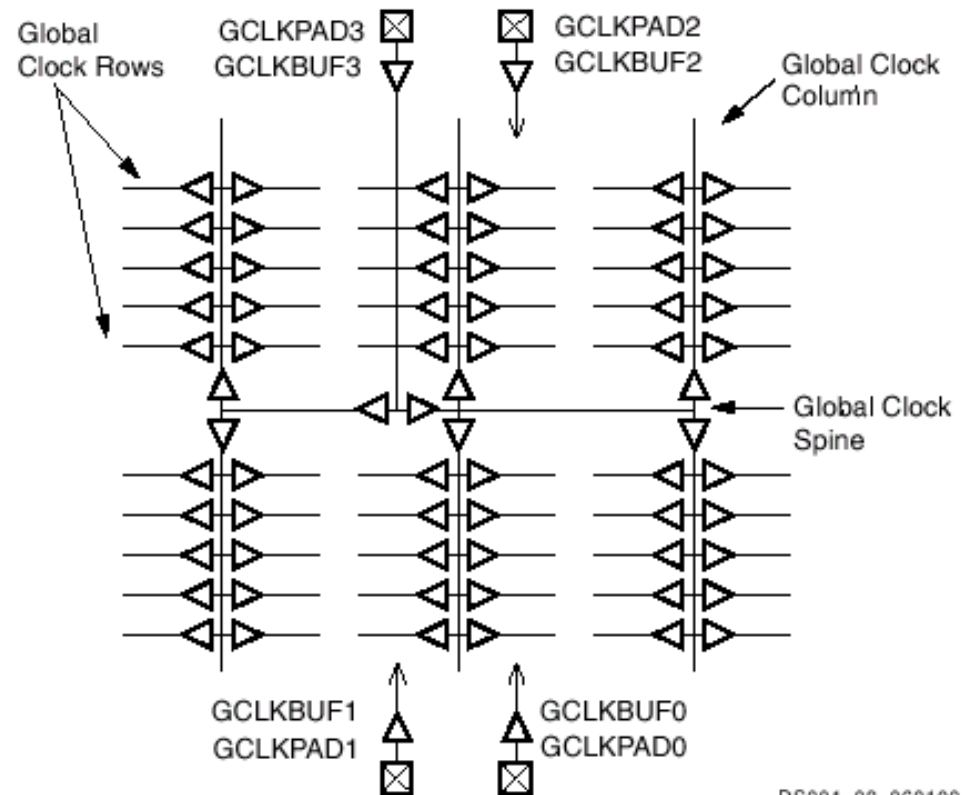 Global
Clock Rows
GCLKPAD3
GCLKBUF3
GCLKPAD2
GCLKBUF2
Global Clock
Column
Global Clock
Spine
GCLKBUF1
GCLKPAD1
GCLKBUF0
GCLKPAD0